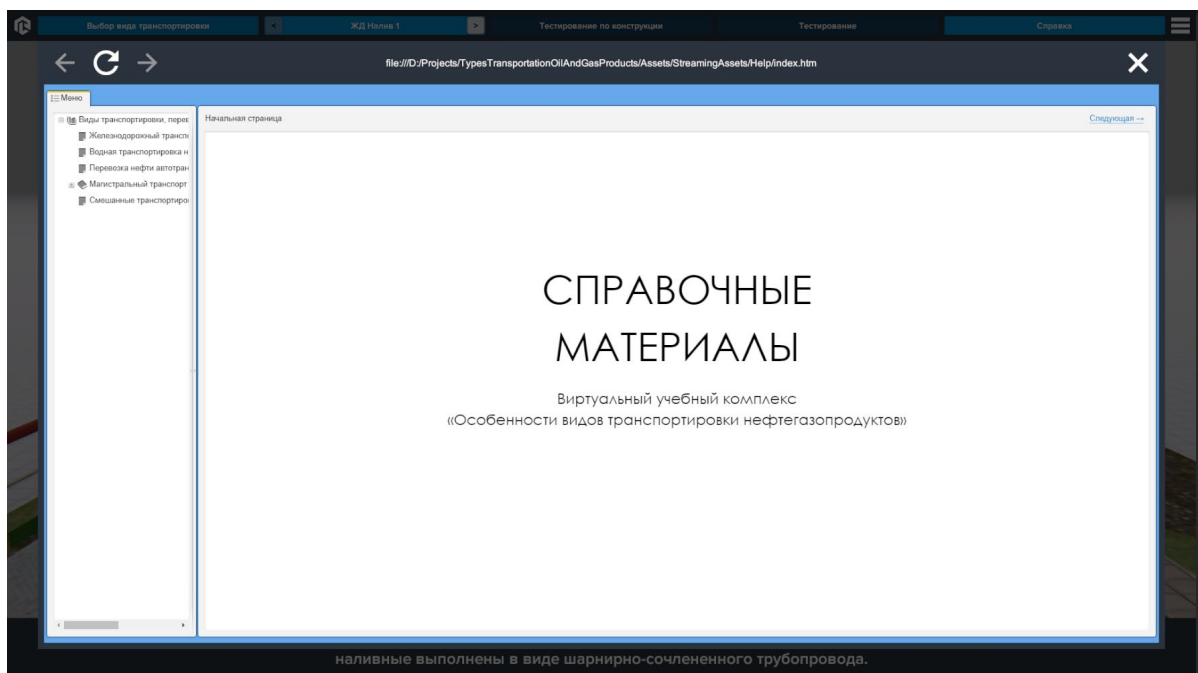 Выбор вида транспортировки < ЖД Налив 1 > Тестирование по конструкции Тестирование Справка
file:///D:/Projects/TypesTransportationOilAndGasProducts/Assets/StreamingAssets/Help/index.htm
Меню
Виды транспортировки, перев
Железнодорожный трансп
Водная транспортировка н
Перевозка нефти автотран
Магистральный транспорт
Смешанные транспортиро
Начальная страница
Следующая →
СПРАВОЧНЫЕ
МАТЕРИАЛЫ
Виртуальный учебный комплекс
«Особенности видов транспортировки нефтегазопродуктов»
наливные выполнены в виде шарнирно-сочлененного трубопровода.